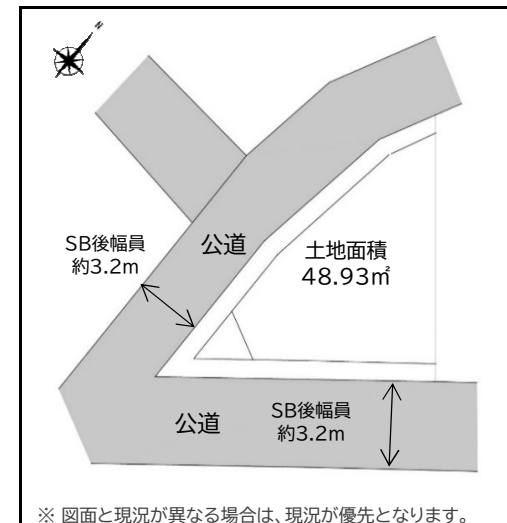 N
SB後幅員
約3.2m
公道
土地面積
48.93㎡
公道
SB後幅員
約3.2m
※ 図面と現況が異なる場合は、現況が優先となります。